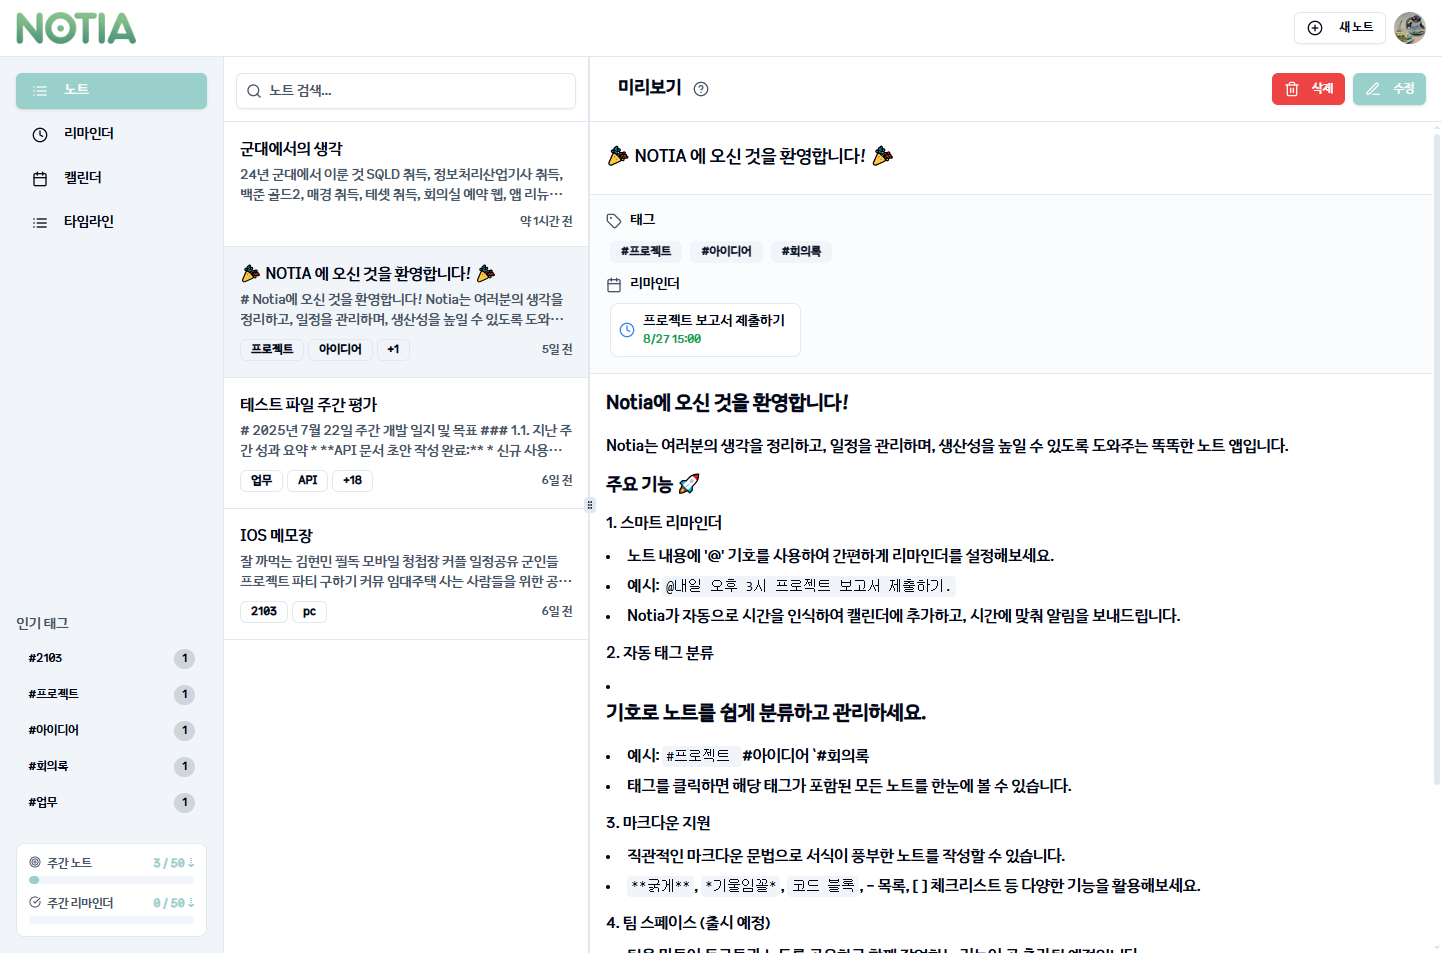 NOTIA
새 노트
노트
리마인더
캘린더
타임라인
인기 태그
#2103 1
#프로젝트 1
#아이디어 1
#회의록 1
#업무 1
주간 노트 3 / 50 ↓
주간 리마인더 0 / 50 ↓
노트 검색...
군대에서의 생각
24년 군대에서 이룬 것 SQLD 취득, 정보처리산업기사 취득,
백준 골드2, 매경 취득, 테셋 취득, 회의실 예약 웹, 앱 리뉴…
약 1시간 전
🎉 NOTIA 에 오신 것을 환영합니다! 🎉
# Notia에 오신 것을 환영합니다! Notia는 여러분의 생각을
정리하고, 일정을 관리하며, 생산성을 높일 수 있도록 도와…
프로젝트 아이디어 +1 5일 전
테스트 파일 주간 평가
# 2025년 7월 22일 주간 개발 일지 및 목표 ### 1.1. 지난 주
간 성과 요약 * **API 문서 초안 작성 완료:** * 신규 사용…
업무 API +18 6일 전
IOS 메모장
잘 까먹는 김현민 필독 모바일 청첩장 커플 일정공유 군인들
프로젝트 파티 구하기 커뮤 임대주택 사는 사람들을 위한 공…
2103 pc 6일 전
미리보기
삭제 수정
🎉 NOTIA 에 오신 것을 환영합니다! 🎉
태그
#프로젝트 #아이디어 #회의록
리마인더
프로젝트 보고서 제출하기
8/27 15:00
Notia에 오신 것을 환영합니다!
Notia는 여러분의 생각을 정리하고, 일정을 관리하며, 생산성을 높일 수 있도록 도와주는 똑똑한 노트 앱입니다.
주요 기능 🚀
1. 스마트 리마인더
• 노트 내용에 '@' 기호를 사용하여 간편하게 리마인더를 설정해보세요.
• 예시: @내일 오후 3시 프로젝트 보고서 제출하기.
• Notia가 자동으로 시간을 인식하여 캘린더에 추가하고, 시간에 맞춰 알림을 보내드립니다.
2. 자동 태그 분류
•
기호로 노트를 쉽게 분류하고 관리하세요.
• 예시: #프로젝트 #아이디어 `#회의록
• 태그를 클릭하면 해당 태그가 포함된 모든 노트를 한눈에 볼 수 있습니다.
3. 마크다운 지원
• 직관적인 마크다운 문법으로 서식이 풍부한 노트를 작성할 수 있습니다.
• **굵게**, *기울임꼴*, 코드 블록, - 목록, [ ] 체크리스트 등 다양한 기능을 활용해보세요.
4. 팀 스페이스 (출시 예정)